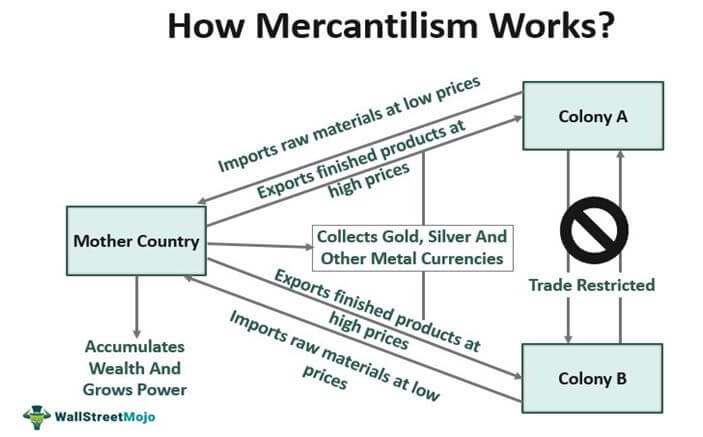 How Mercantilism Works?
Imports raw materials at low prices
Exports finished products at
high prices
Colony A
Mother Country
Collects Gold, Silver And
Other Metal Currencies
Trade Restricted
Exports finished products at
high prices
Imports raw materials at low
prices
Accumulates
Wealth And
Grows Power
Colony B
WallStreetMojo